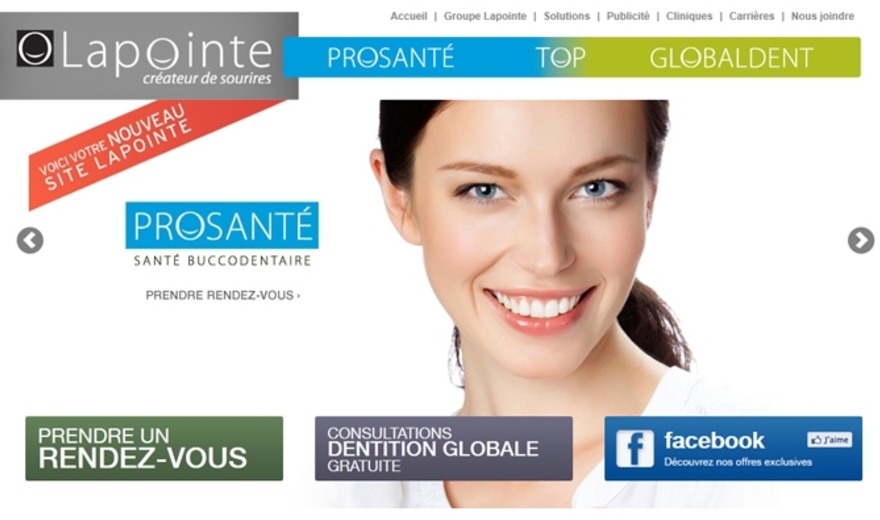 Accueil | Groupe Lapointe | Solutions | Publicité | Cliniques | Carrières | Nous joindre
Lapointe
créateur de sourires
PROSANTÉ TOP GLOBALDENT
VOICI VOTRE NOUVEAU
SITE LAPOINTE
PROSANTÉ
SANTÉ BUCCODENTAIRE
PRENDRE RENDEZ-VOUS ›
PRENDRE UN
RENDEZ-VOUS
CONSULTATIONS
DENTITION GLOBALE
GRATUITE
f facebook J'aime
Découvrez nos offres exclusives